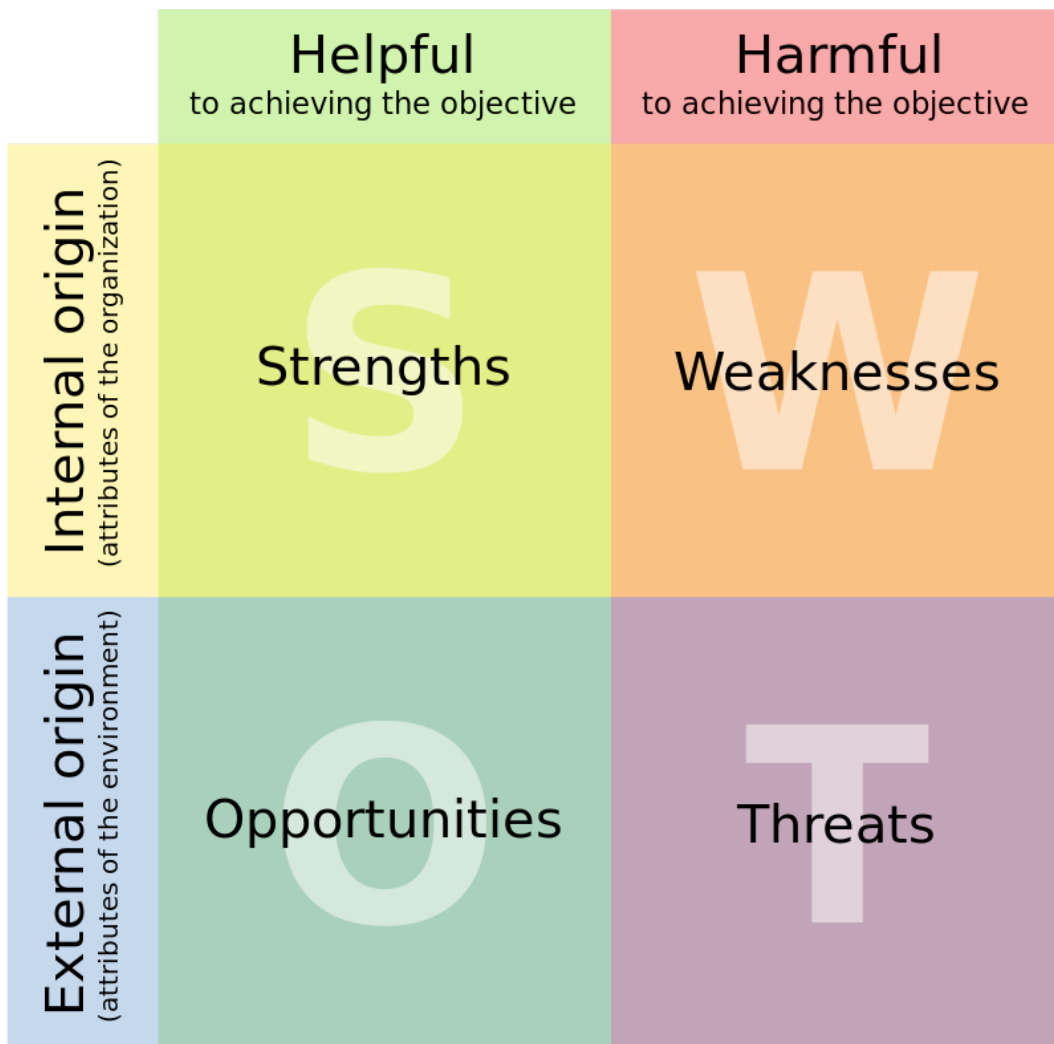 Helpful
to achieving the objective
Harmful
to achieving the objective
Internal origin
(attributes of the organization)
S
Strengths
W
Weaknesses
External origin
(attributes of the environment)
O
Opportunities
T
Threats